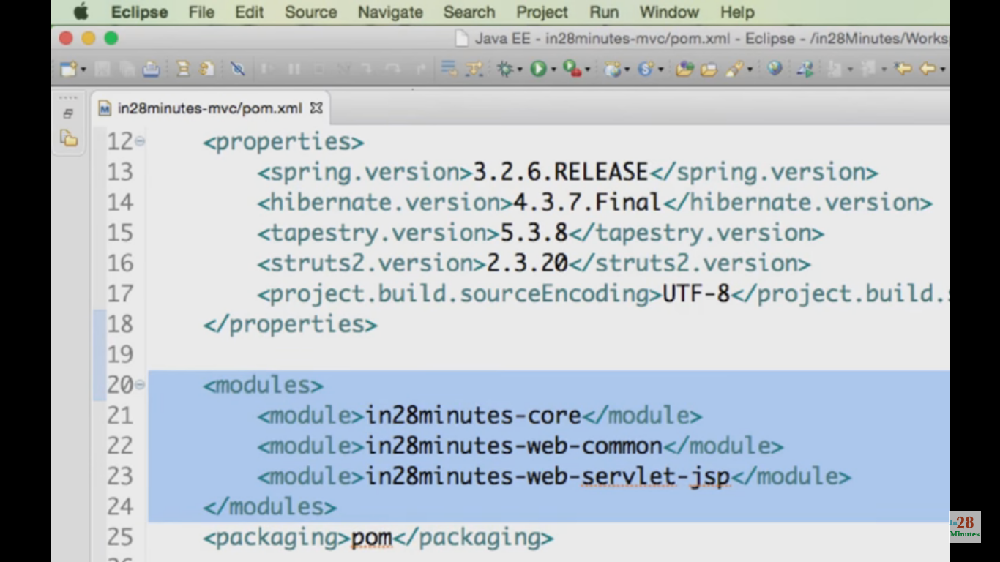 Eclipse File Edit Source Navigate Search Project Run Window Help
Java EE - in28minutes-mvc/pom.xml - Eclipse - /in28Minutes/Works
in28minutes-mvc/pom.xml
12 <properties>
13 <spring.version>3.2.6.RELEASE</spring.version>
14 <hibernate.version>4.3.7.Final</hibernate.version>
15 <tapestry.version>5.3.8</tapestry.version>
16 <struts2.version>2.3.20</struts2.version>
17 <project.build.sourceEncoding>UTF-8</project.build.
18 </properties>
19
20 <modules>
21 <module>in28minutes-core</module>
22 <module>in28minutes-web-common</module>
23 <module>in28minutes-web-servlet-jsp</module>
24 </modules>
25 <packaging>pom</packaging>
In28
Minutes